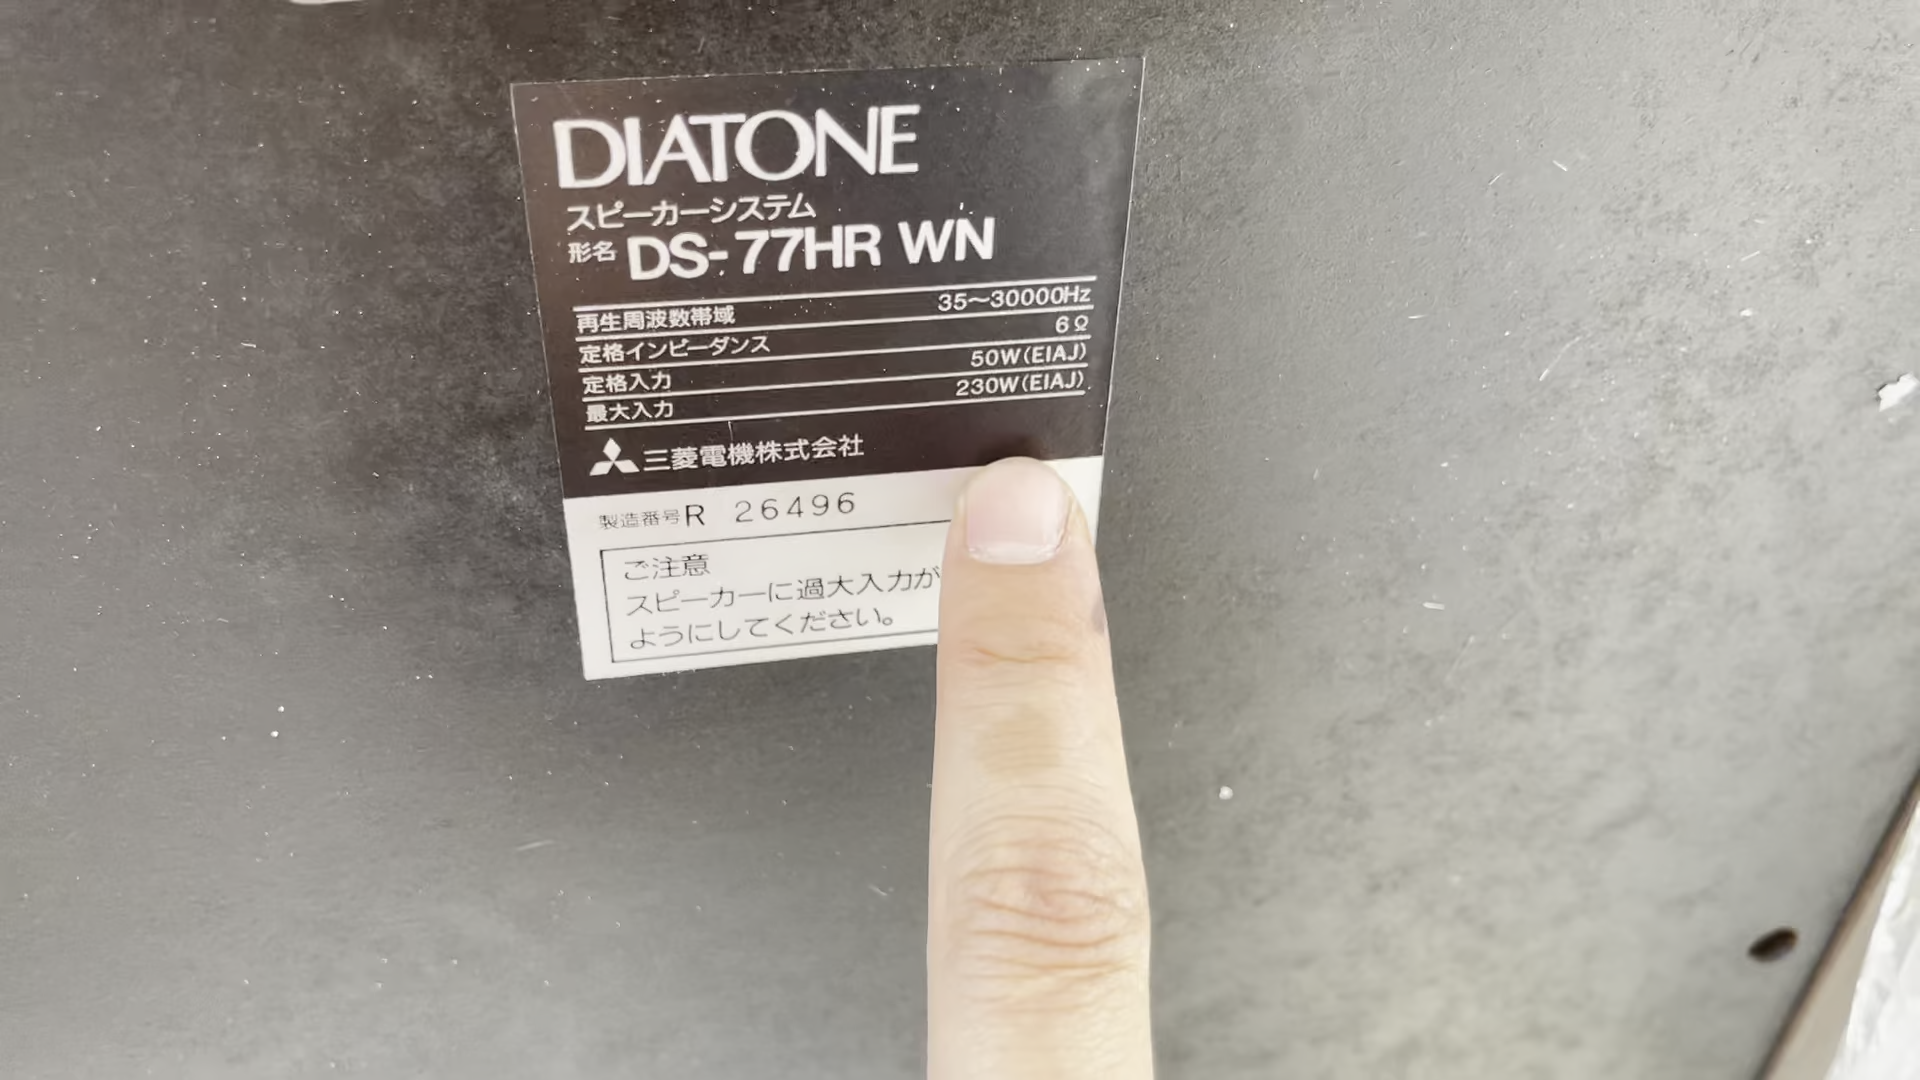 DIATONE
スピーカーシステム
形名 DS-77HR WN
再生周波数帯域 35〜30000Hz
定格インピーダンス 6Ω
定格入力 50W(EIAJ)
最大入力 230W(EIAJ)
三菱電機株式会社
製造番号 R 26496
ご注意
スピーカーに過大入力が
ようにしてください。